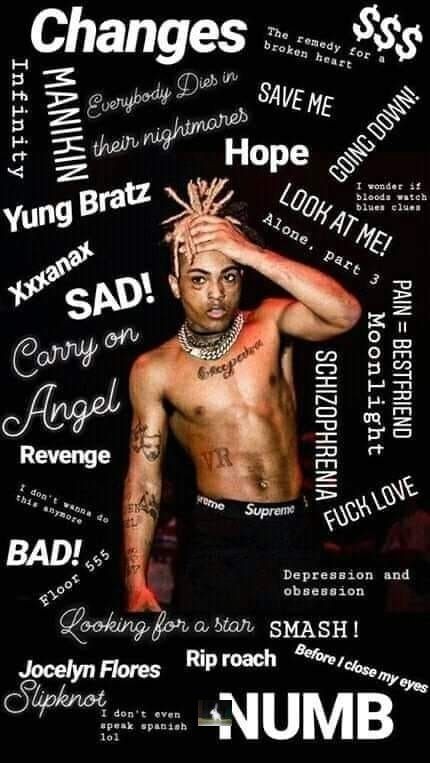 Changes
The remedy for a
broken heart
$$$
Infinity
MANIKIN
Everybody Dies in
their nightmares
SAVE ME
GOING DOWN!
Hope
I wonder if
bloods watch
blues clues
Yung Bratz
LOOK AT ME!
Alone, part 3
Xxxanax
SAD!
PAIN = BESTFRIEND
Moonlight
Carry on
SCHIZOPHRENIA
Angel
VR
Revenge
FUCK LOVE
I don't wanna do
this anymore
reme
Supreme
BAD!
Floor 555
Depression and
obsession
Looking for a star
SMASH!
Rip roach
Before I close my eyes
Jocelyn Flores
Slipknot
I don't even
speak spanish
lol
NUMB